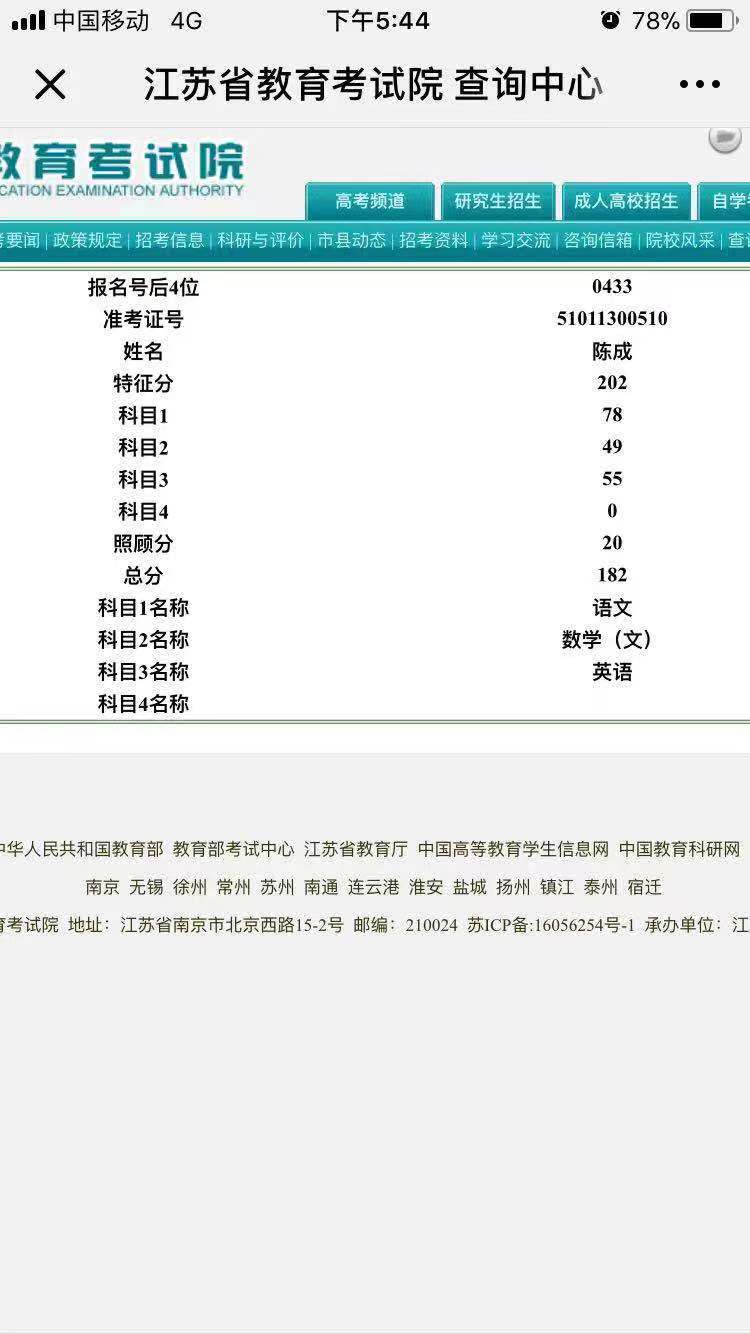 中国移动 4G 下午5:44 78%
江苏省教育考试院 查询中心
教育考试院
CATION EXAMINATION AUTHORITY
高考频道 研究生招生 成人高校招生 自学
要闻 | 政策规定 | 招考信息 | 科研与评价 | 市县动态 | 招考资料 | 学习交流 | 咨询信箱 | 院校风采 | 查
报名号后4位 0433
准考证号 51011300510
姓名 陈成
特征分 202
科目1 78
科目2 49
科目3 55
科目4 0
照顾分 20
总分 182
科目1名称 语文
科目2名称 数学（文）
科目3名称 英语
科目4名称
中华人民共和国教育部 教育部考试中心 江苏省教育厅 中国高等教育学生信息网 中国教育科研网
南京 无锡 徐州 常州 苏州 南通 连云港 淮安 盐城 扬州 镇江 泰州 宿迁
育考试院 地址：江苏省南京市北京西路15-2号 邮编：210024 苏ICP备:16056254号-1 承办单位：江